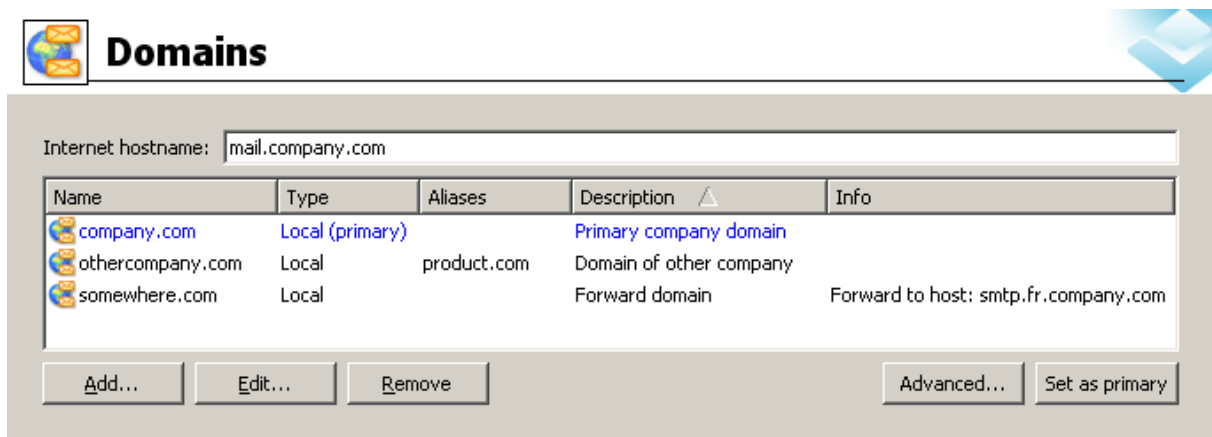 Domains
Internet hostname: mail.company.com
Name Type Aliases Description Info
company.com Local (primary) Primary company domain
othercompany.com Local product.com Domain of other company
somewhere.com Local Forward domain Forward to host: smtp.fr.company.com
Add... Edit... Remove Advanced... Set as primary